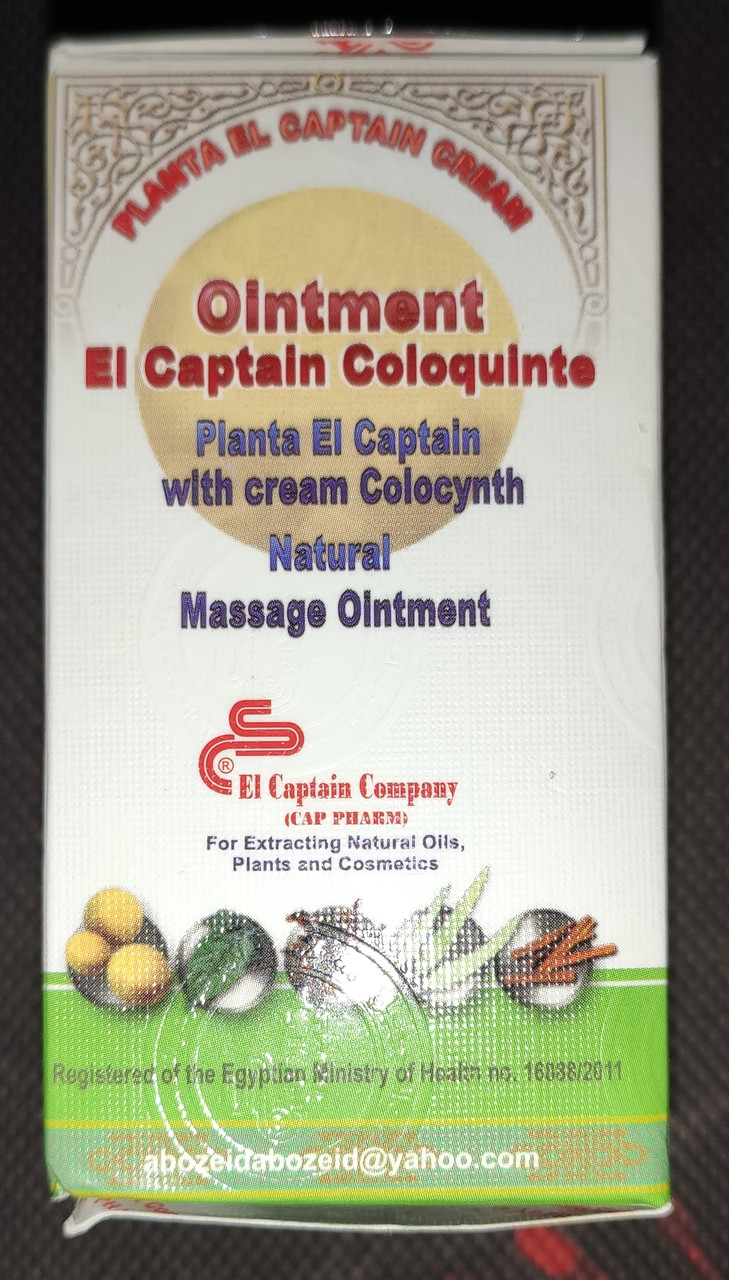 PLANTA EL CAPTAIN CREAM
Ointment
El Captain Coloquinte
Planta El Captain
with cream Colocynth
Natural
Massage Ointment
®
El Captain Company
(CAP PHARM)
For Extracting Natural Oils,
Plants and Cosmetics
Registered of the Egyption Ministry of Health no. 16838/2011
abozeidabozeid@yahoo.com